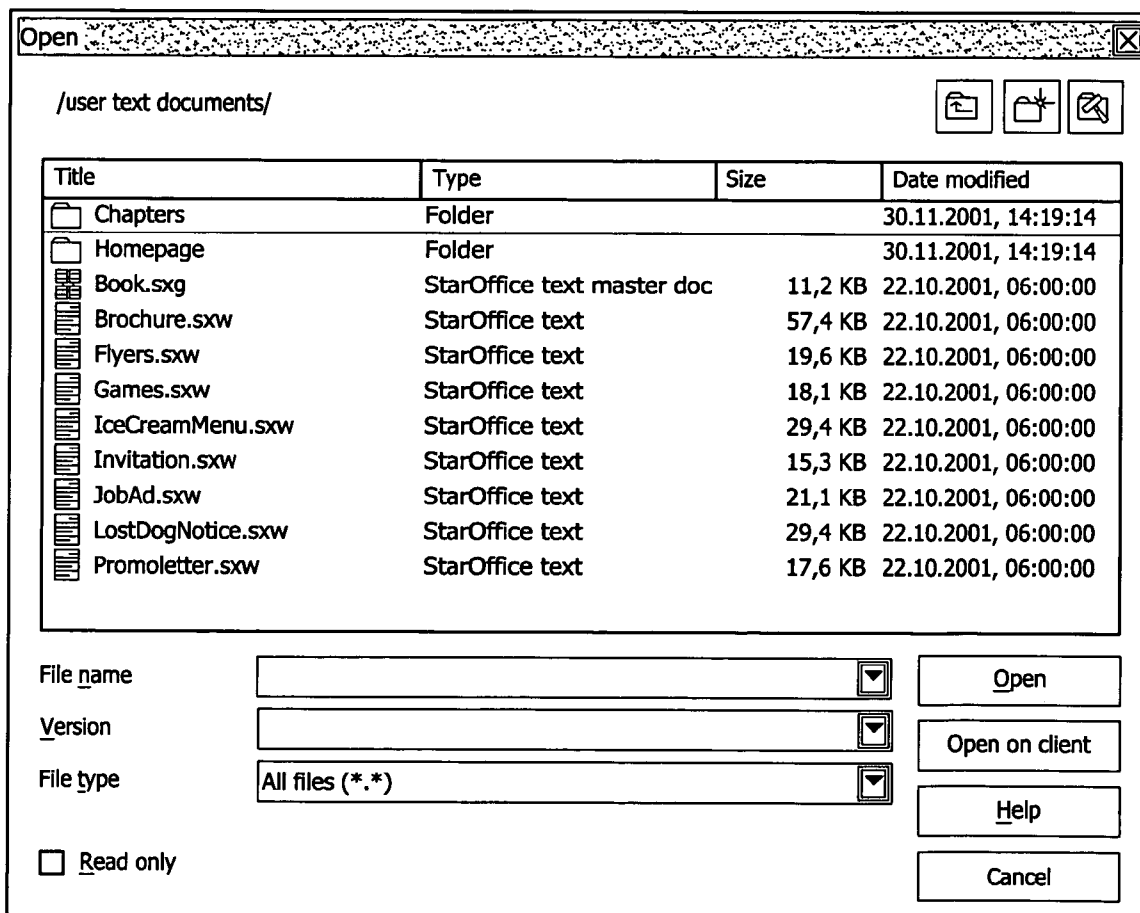 Open
/user text documents/
Title Type Size Date modified
Chapters Folder 30.11.2001, 14:19:14
Homepage Folder 30.11.2001, 14:19:14
Book.sxg StarOffice text master doc 11,2 KB 22.10.2001, 06:00:00
Brochure.sxw StarOffice text 57,4 KB 22.10.2001, 06:00:00
Flyers.sxw StarOffice text 19,6 KB 22.10.2001, 06:00:00
Games.sxw StarOffice text 18,1 KB 22.10.2001, 06:00:00
IceCreamMenu.sxw StarOffice text 29,4 KB 22.10.2001, 06:00:00
Invitation.sxw StarOffice text 15,3 KB 22.10.2001, 06:00:00
JobAd.sxw StarOffice text 21,1 KB 22.10.2001, 06:00:00
LostDogNotice.sxw StarOffice text 29,4 KB 22.10.2001, 06:00:00
Promoletter.sxw StarOffice text 17,6 KB 22.10.2001, 06:00:00
File name Open
Version Open on client
File type All files (*.*)
Help
Read only Cancel